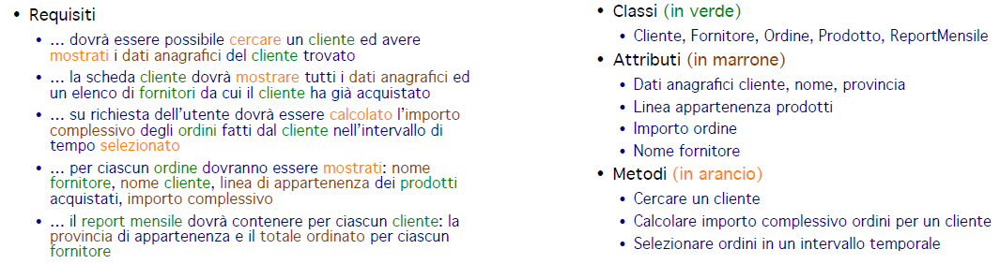 • Requisiti
• ... dovrà essere possibile cercare un cliente ed avere
mostrati i dati anagrafici del cliente trovato
• ... la scheda cliente dovrà mostrare tutti i dati anagrafici ed
un elenco di fornitori da cui il cliente ha già acquistato
• ... su richiesta dell'utente dovrà essere calcolato l'importo
complessivo degli ordini fatti dal cliente nell'intervallo di
tempo selezionato
• ... per ciascun ordine dovranno essere mostrati: nome
fornitore, nome cliente, linea di appartenenza dei prodotti
acquistati, importo complessivo
• ... il report mensile dovrà contenere per ciascun cliente: la
provincia di appartenenza e il totale ordinato per ciascun
fornitore
• Classi (in verde)
• Cliente, Fornitore, Ordine, Prodotto, ReportMensile
• Attributi (in marrone)
• Dati anagrafici cliente, nome, provincia
• Linea appartenenza prodotti
• Importo ordine
• Nome fornitore
• Metodi (in arancio)
• Cercare un cliente
• Calcolare importo complessivo ordini per un cliente
• Selezionare ordini in un intervallo temporale